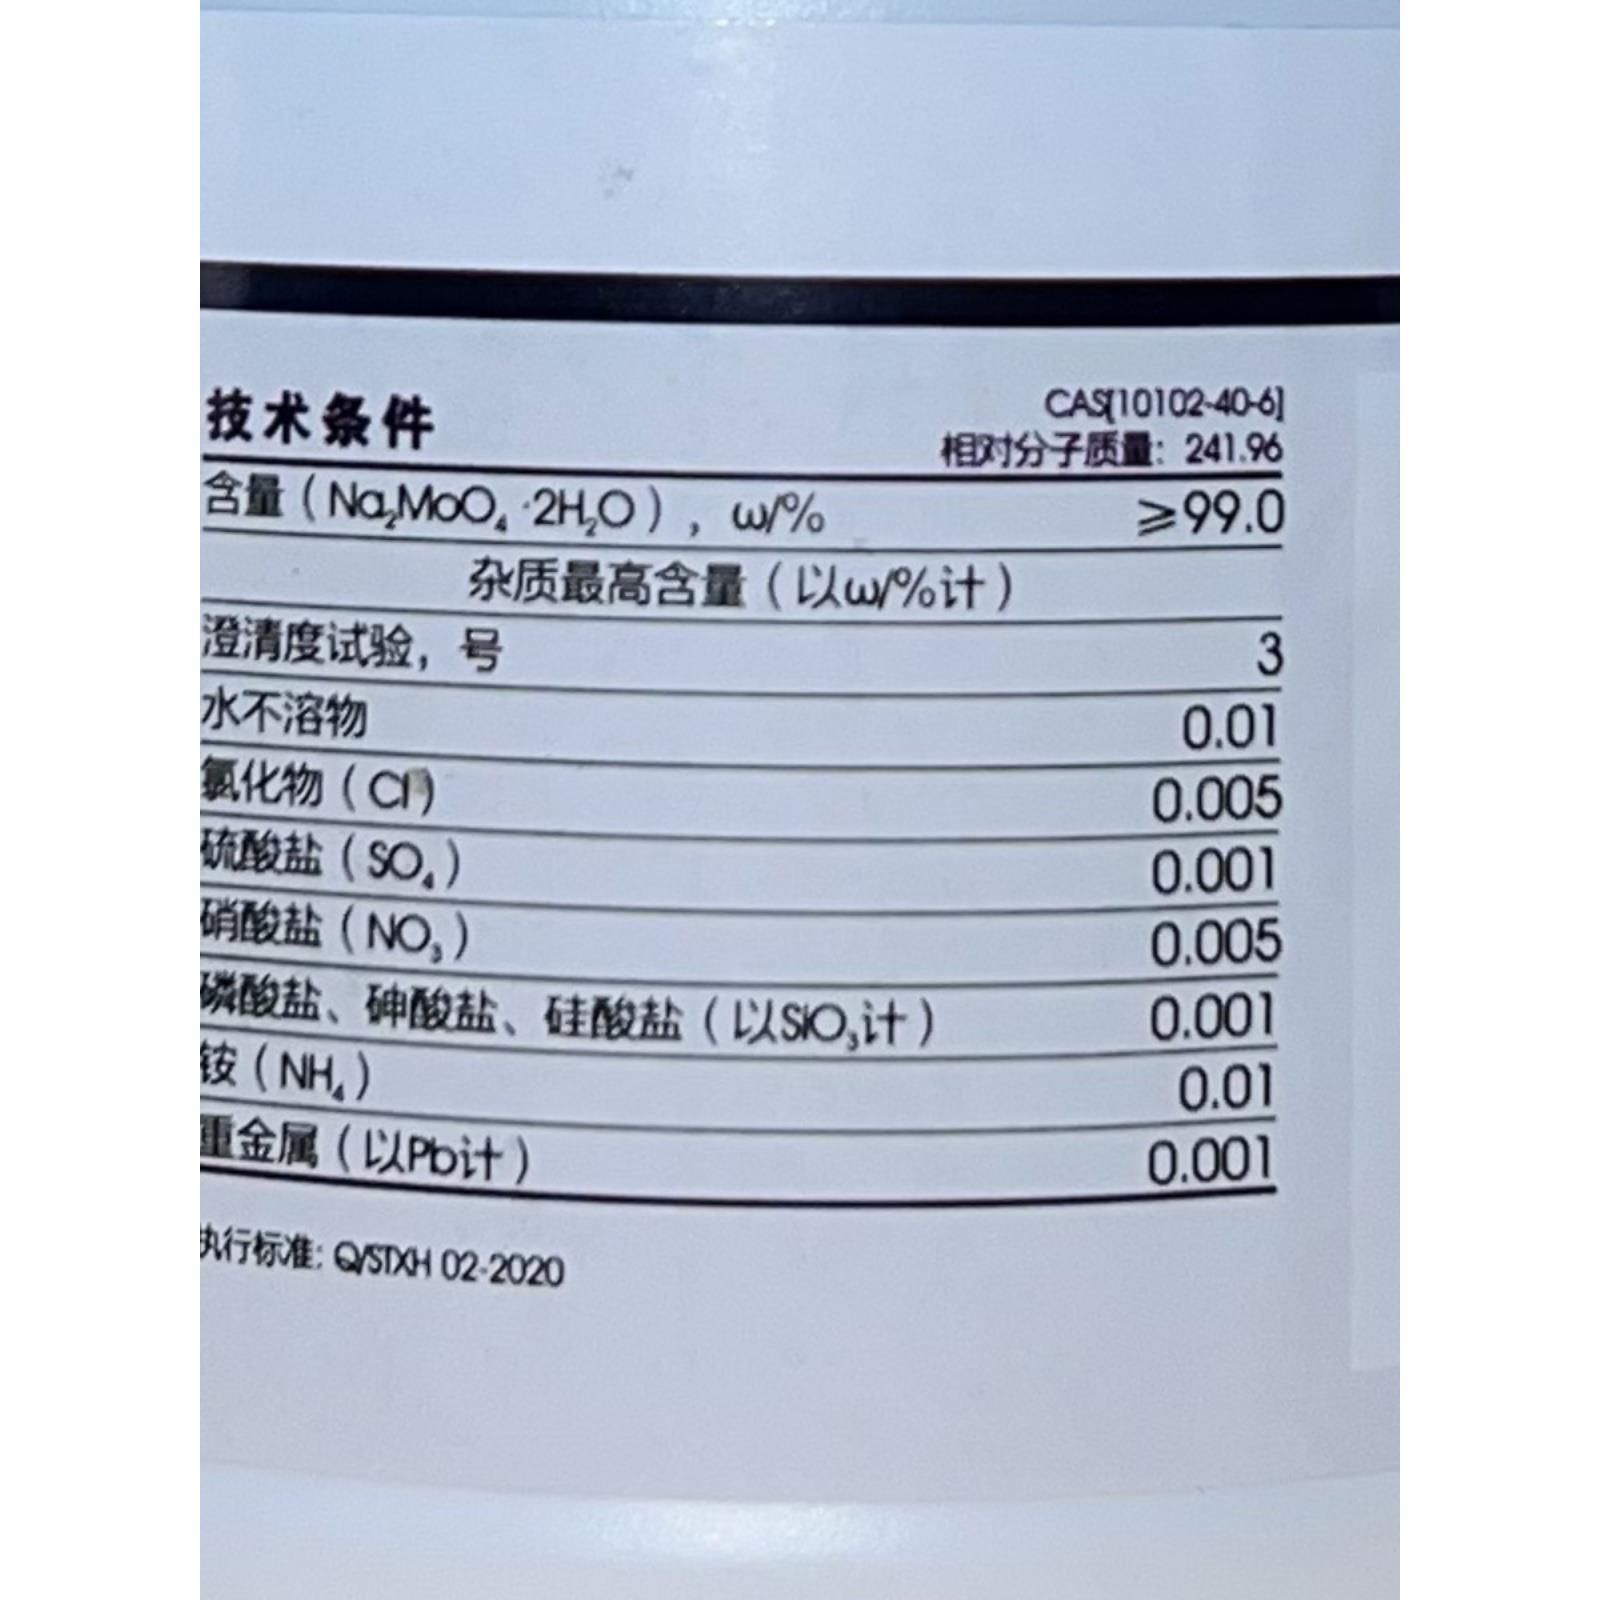 技术条件
CAS[10102-40-6]
相对分子质量: 241.96
含量（Na₂MoO₄·2H₂O），ω/% ≥99.0
杂质最高含量（以ω/%计）
澄清度试验，号 3
水不溶物 0.01
氯化物（Cl） 0.005
硫酸盐（SO₄） 0.001
硝酸盐（NO₃） 0.005
磷酸盐、砷酸盐、硅酸盐（以SiO₃计） 0.001
铵（NH₄） 0.01
重金属（以Pb计） 0.001
执行标准: Q/STXH 02-2020